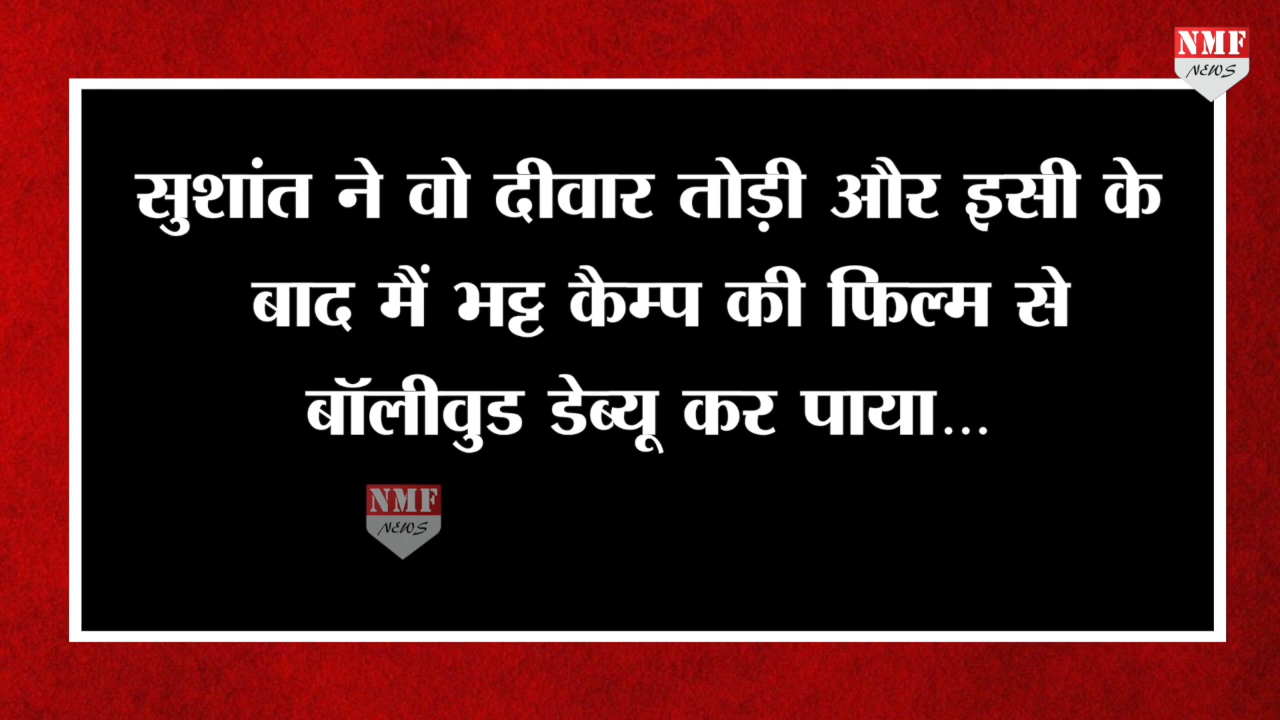 NMF
NEWS
सुशांत ने वो दीवार तोड़ी और इसी के
बाद मैं भट्ट कैम्प की फिल्म से
बॉलीवुड डेब्यू कर पाया...
NMF
NEWS